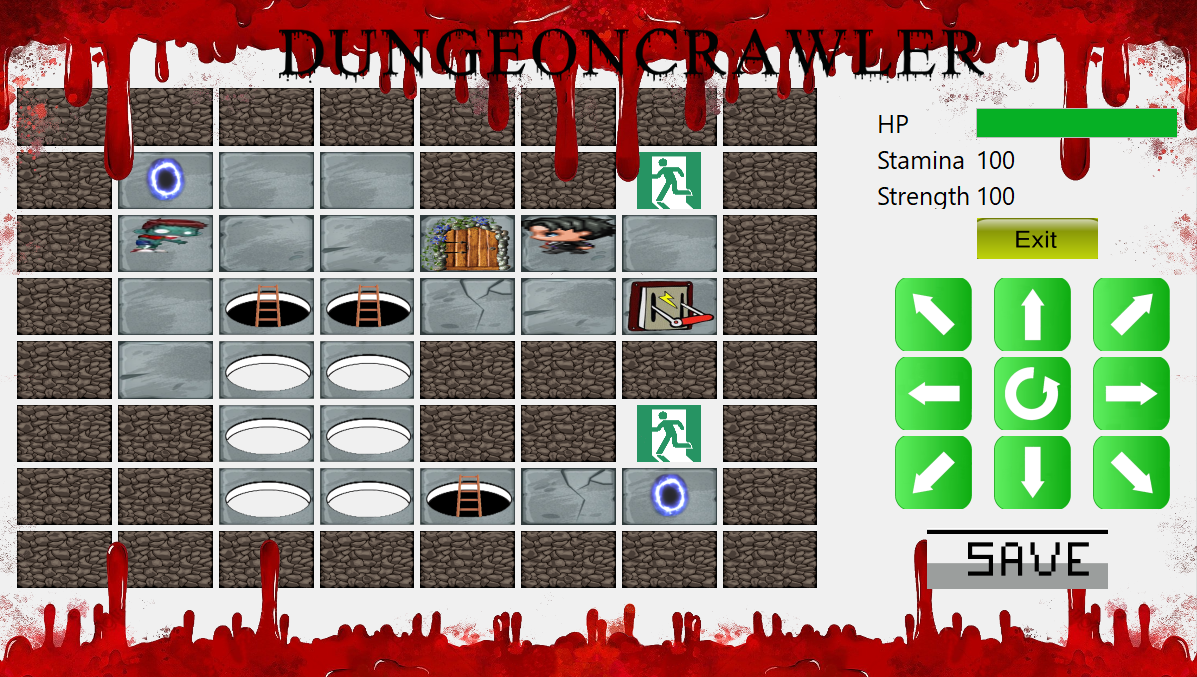 DUNGEONCRAWLER
HP
Stamina 100
Strength 100
Exit
SAVE